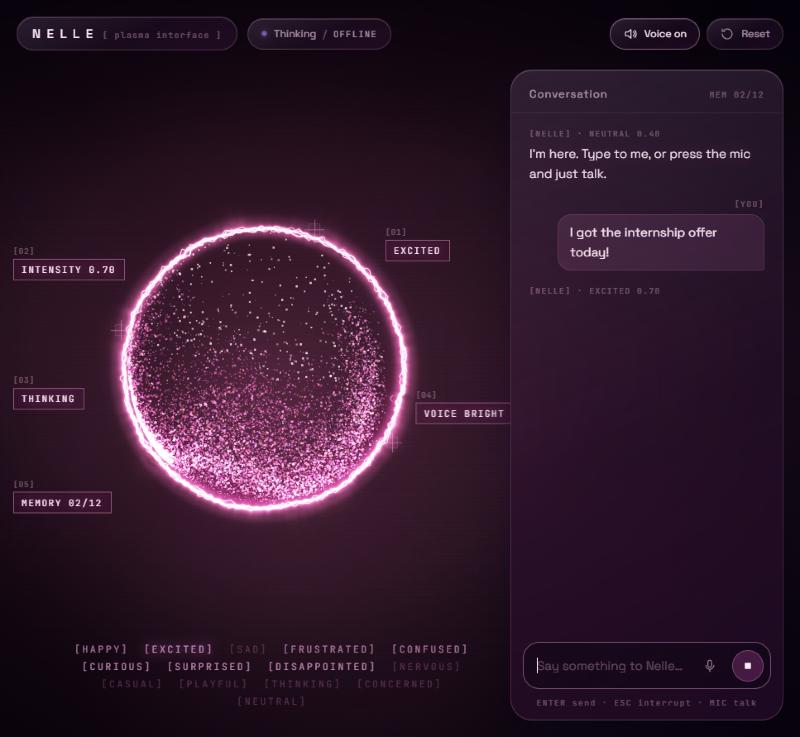 NELLE [ plasma interface ]
Thinking / OFFLINE
Voice on
Reset
Conversation
MEM 02/12
[NELLE] · NEUTRAL 0.40
I'm here. Type to me, or press the mic
and just talk.
[YOU]
I got the internship offer
today!
[NELLE] · EXCITED 0.70
[01]
EXCITED
[02]
INTENSITY 0.70
[03]
THINKING
[04]
VOICE BRIGHT
[05]
MEMORY 02/12
[HAPPY] [EXCITED] [SAD] [FRUSTRATED] [CONFUSED]
[CURIOUS] [SURPRISED] [DISAPPOINTED] [NERVOUS]
[CASUAL] [PLAYFUL] [THINKING] [CONCERNED]
[NEUTRAL]
Say something to Nelle…
ENTER send · ESC interrupt · MIC talk